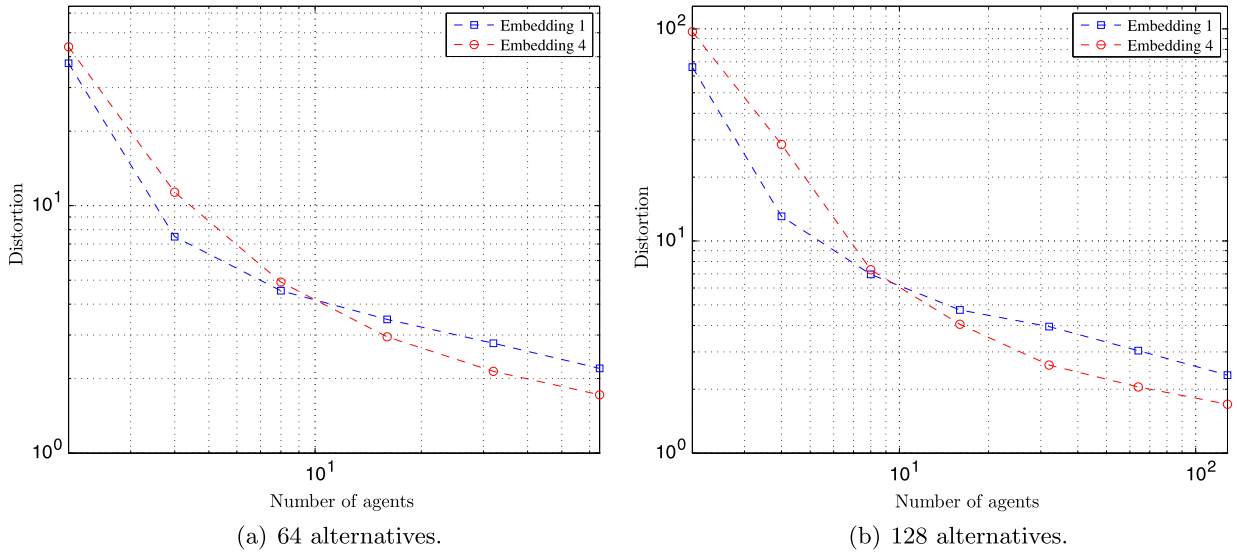 Embedding 1
Embedding 4
Distortion
10^1
10^0
10^1
Number of agents
(a) 64 alternatives.
Embedding 1
Embedding 4
Distortion
10^2
10^1
10^0
10^1
10^2
Number of agents
(b) 128 alternatives.